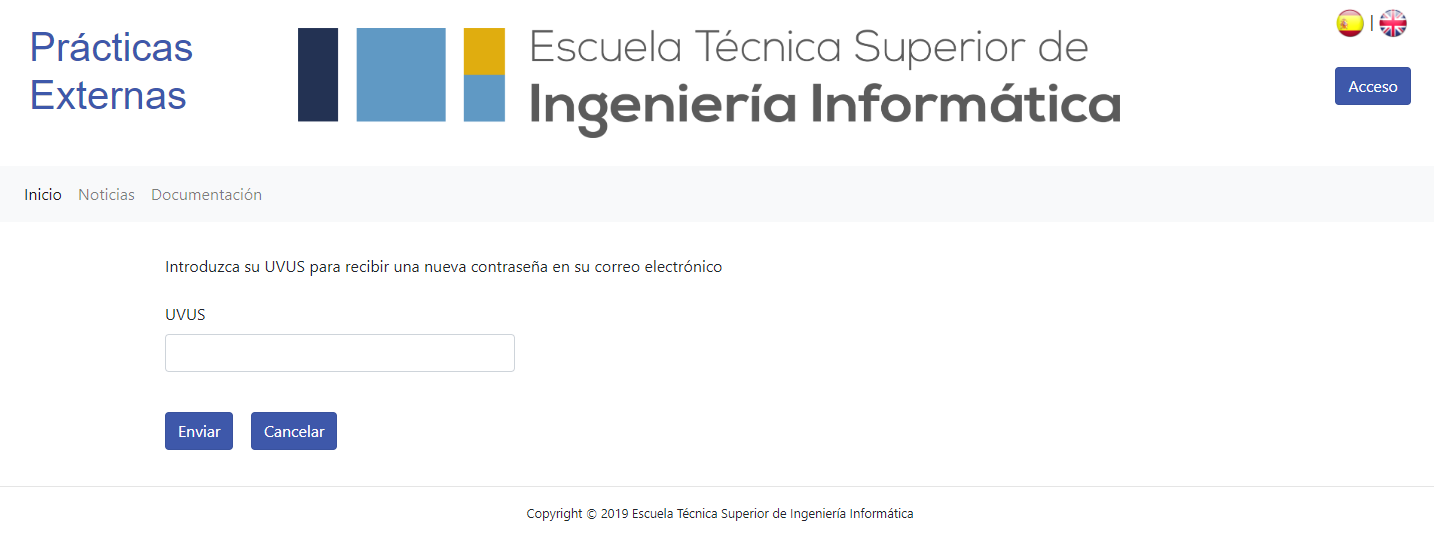 Prácticas
Externas
Escuela Técnica Superior de
Ingeniería Informática
|
Acceso
Inicio Noticias Documentación
Introduzca su UVUS para recibir una nueva contraseña en su correo electrónico
UVUS
Enviar Cancelar
Copyright © 2019 Escuela Técnica Superior de Ingeniería Informática